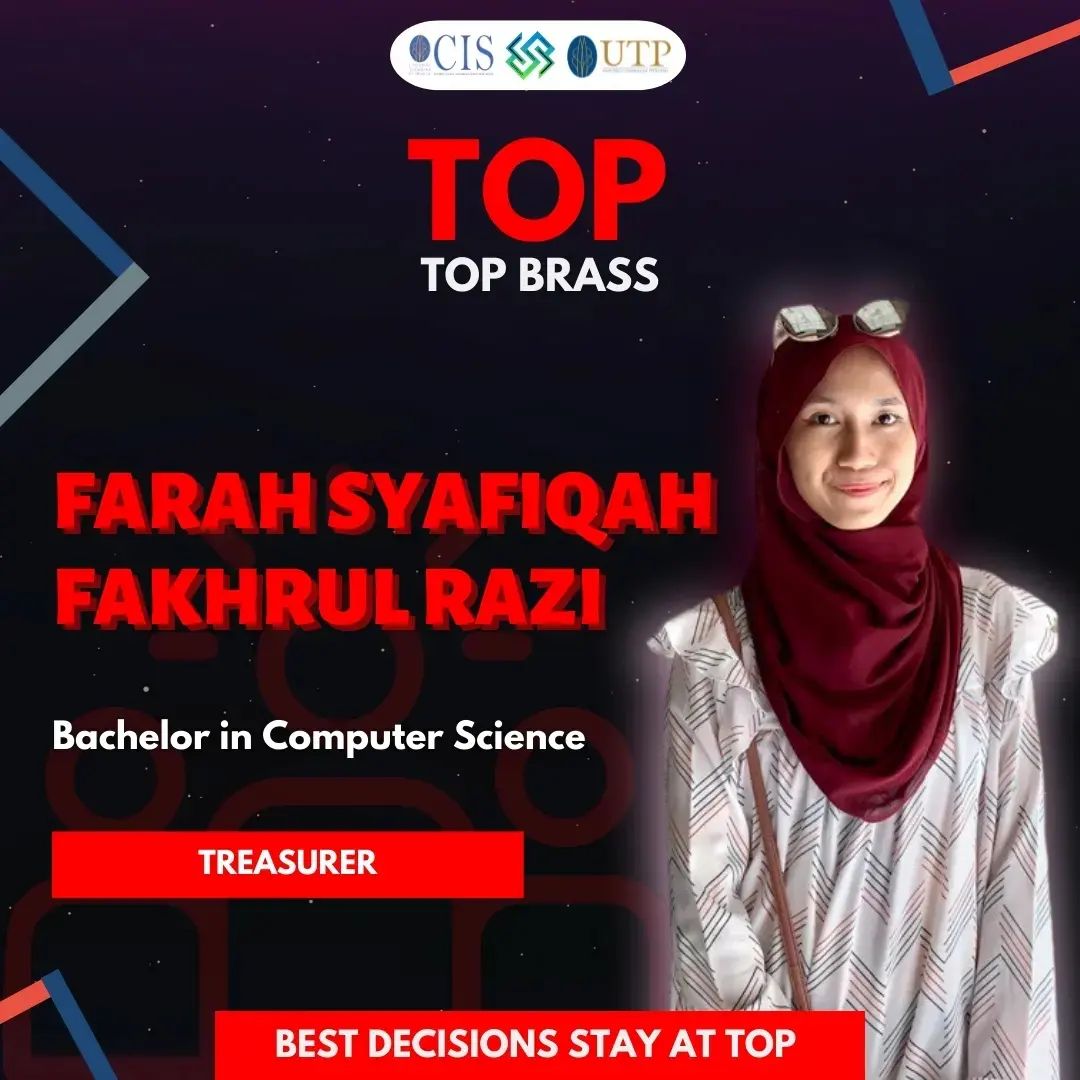 CIS UTP
TOP
TOP BRASS
FARAH SYAFIQAH
FAKHRUL RAZI
Bachelor in Computer Science
TREASURER
BEST DECISIONS STAY AT TOP